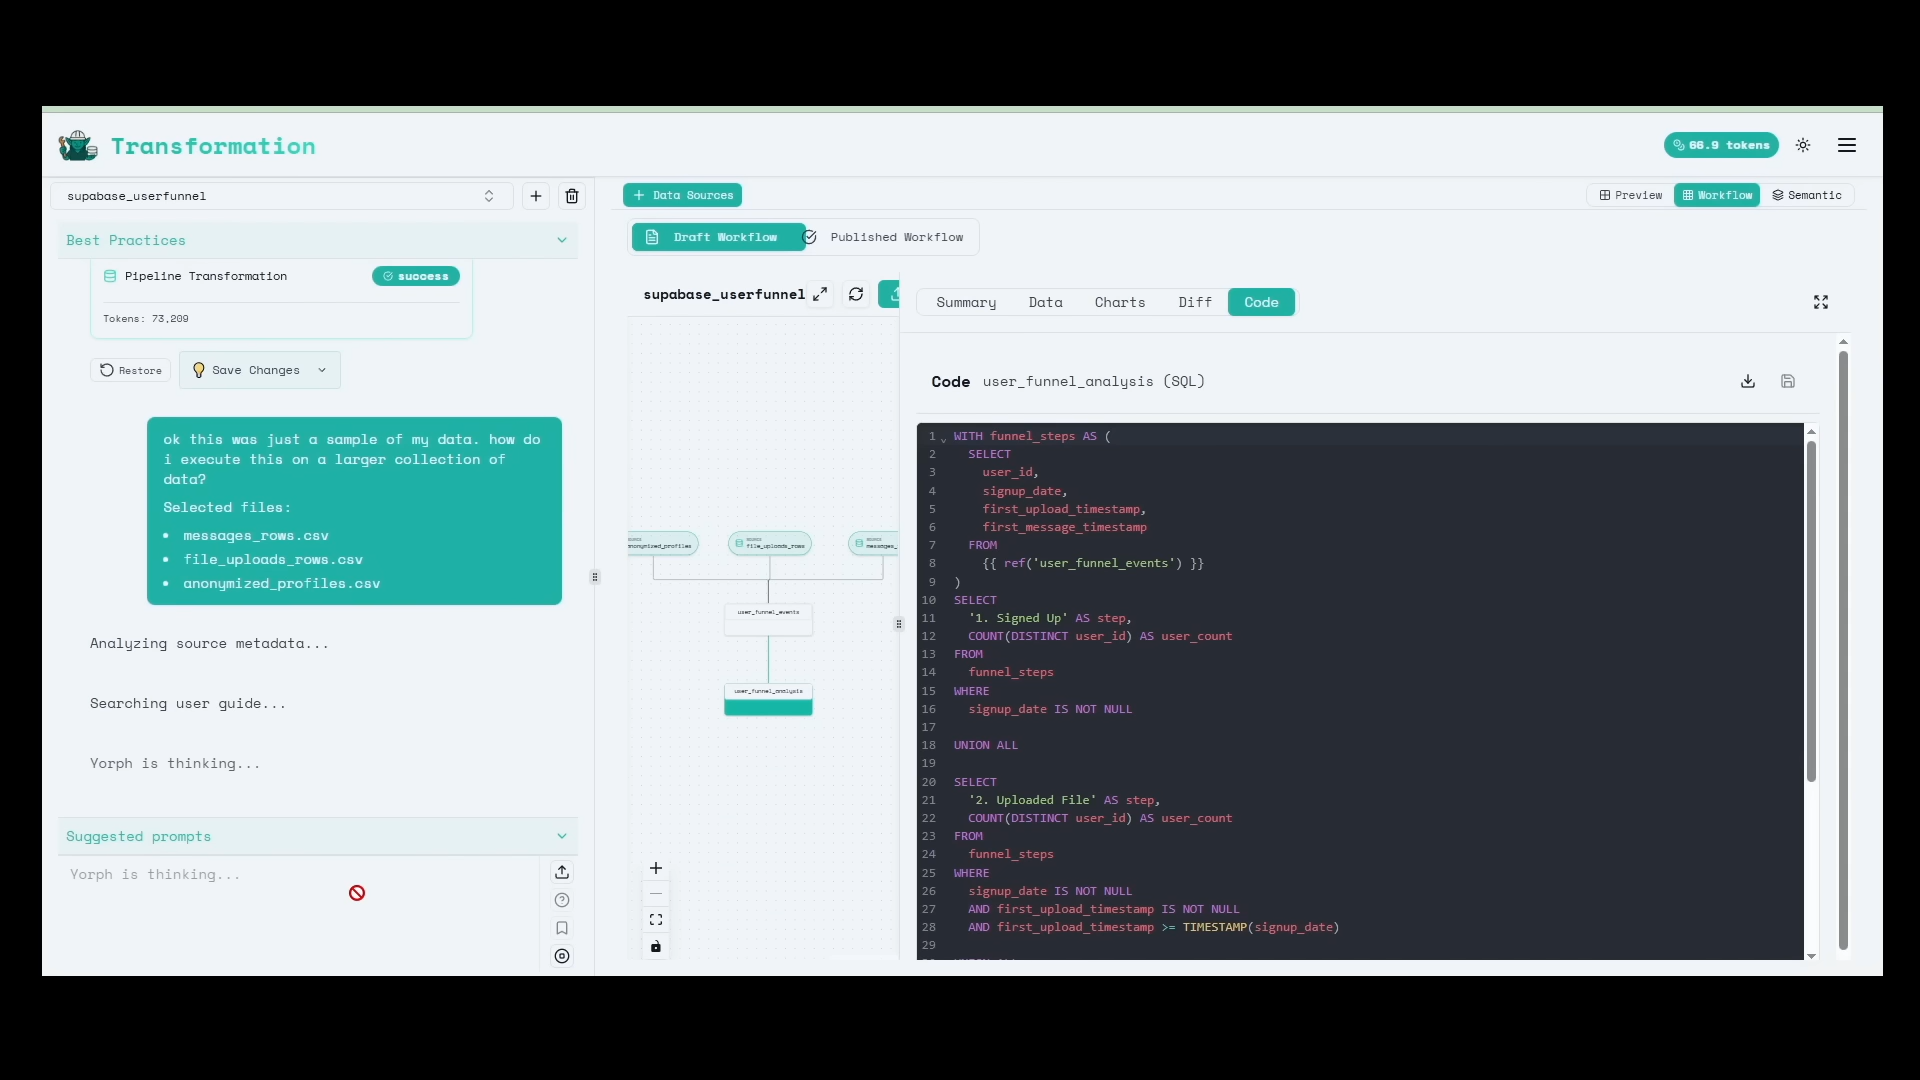 Transformation
66.9 tokens
supabase_userfunnel
Data Sources
Preview
Workflow
Semantic
Best Practices
Draft Workflow
Published Workflow
Pipeline Transformation
success
Tokens: 73,209
Restore
Save Changes
ok this was just a sample of my data. how do
i execute this on a larger collection of
data?
Selected files:
messages_rows.csv
file_uploads_rows.csv
anonymized_profiles.csv
Analyzing source metadata...
Searching user guide...
Yorph is thinking...
Suggested prompts
Yorph is thinking...
supabase_userfunnel
anonymized_profiles
file_uploads_rows
messages_
user_funnel_events
user_funnel_analysis
Summary
Data
Charts
Diff
Code
Code user_funnel_analysis (SQL)
1 WITH funnel_steps AS (
2 SELECT
3 user_id,
4 signup_date,
5 first_upload_timestamp,
6 first_message_timestamp
7 FROM
8 {{ ref('user_funnel_events') }}
9 )
10 SELECT
11 '1. Signed Up' AS step,
12 COUNT(DISTINCT user_id) AS user_count
13 FROM
14 funnel_steps
15 WHERE
16 signup_date IS NOT NULL
17
18 UNION ALL
19
20 SELECT
21 '2. Uploaded File' AS step,
22 COUNT(DISTINCT user_id) AS user_count
23 FROM
24 funnel_steps
25 WHERE
26 signup_date IS NOT NULL
27 AND first_upload_timestamp IS NOT NULL
28 AND first_upload_timestamp >= TIMESTAMP(signup_date)
29